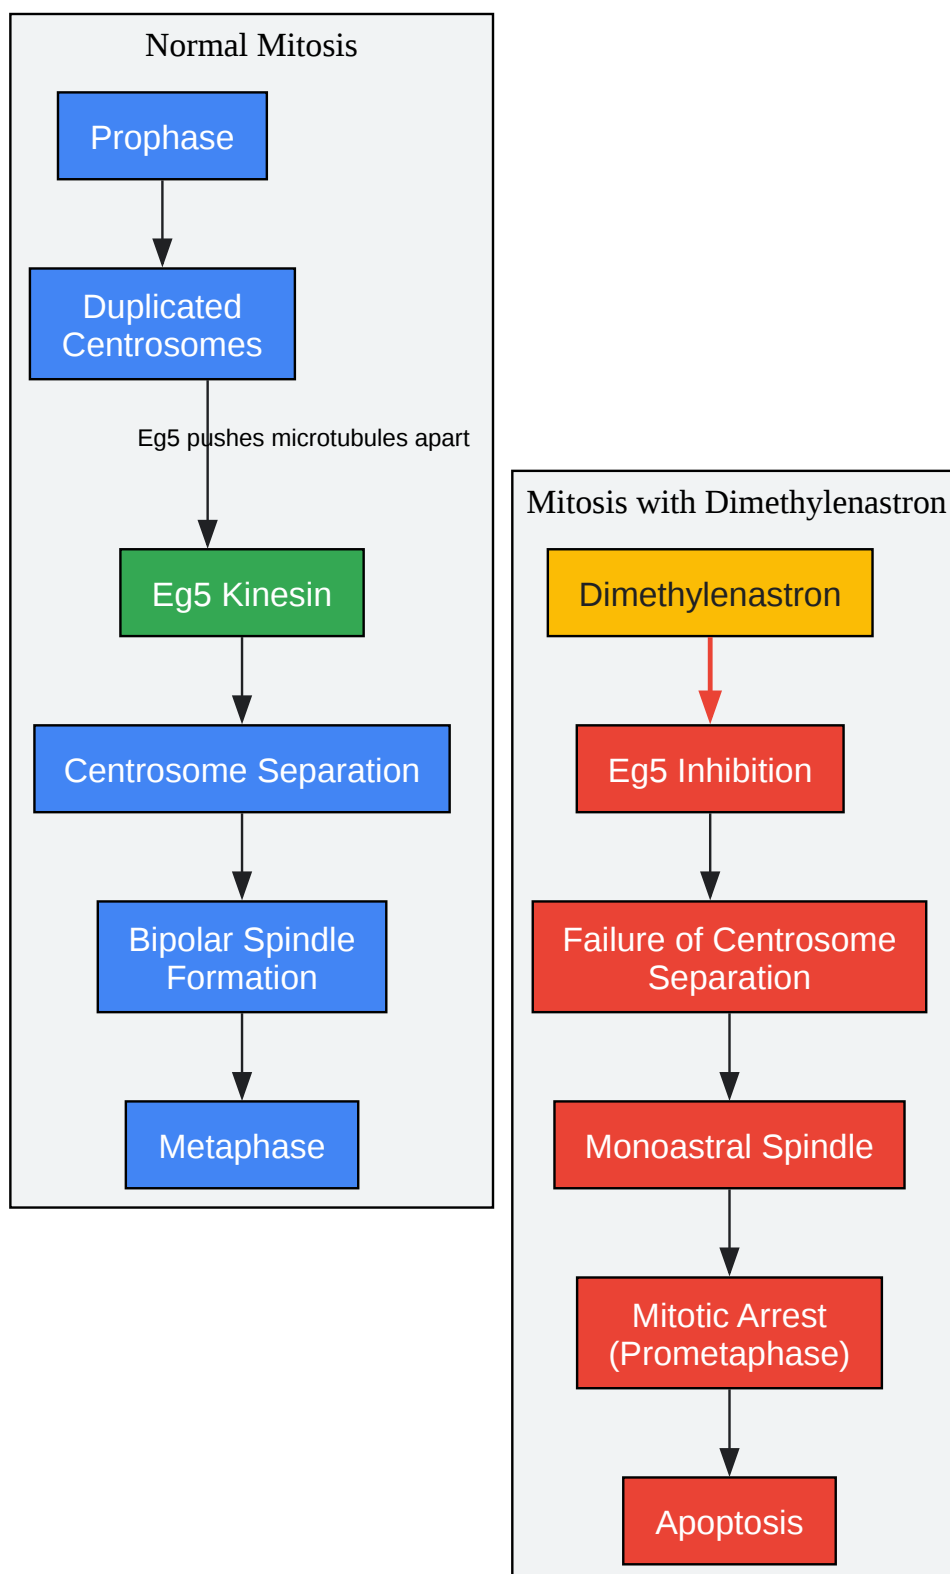 Normal Mitosis
Prophase
Duplicated
Centrosomes
Eg5 pushes microtubules apart
Eg5 Kinesin
Centrosome Separation
Bipolar Spindle
Formation
Metaphase
Mitosis with Dimethylenastron
Dimethylenastron
Eg5 Inhibition
Failure of Centrosome
Separation
Monoastral Spindle
Mitotic Arrest
(Prometaphase)
Apoptosis